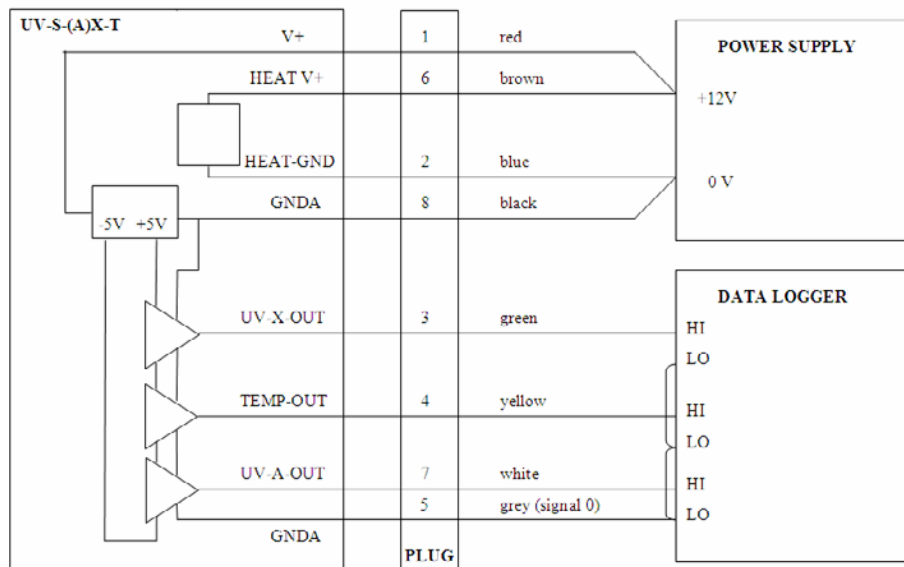 UV-S-(A)X-T
V+ 1 red
POWER SUPPLY
HEAT V+ 6 brown
+12V
HEAT-GND 2 blue
0 V
GNDA 8 black
-5V +5V
DATA LOGGER
UV-X-OUT 3 green
HI
LO
TEMP-OUT 4 yellow
HI
LO
UV-A-OUT 7 white
HI
5 grey (signal 0)
LO
GNDA
PLUG